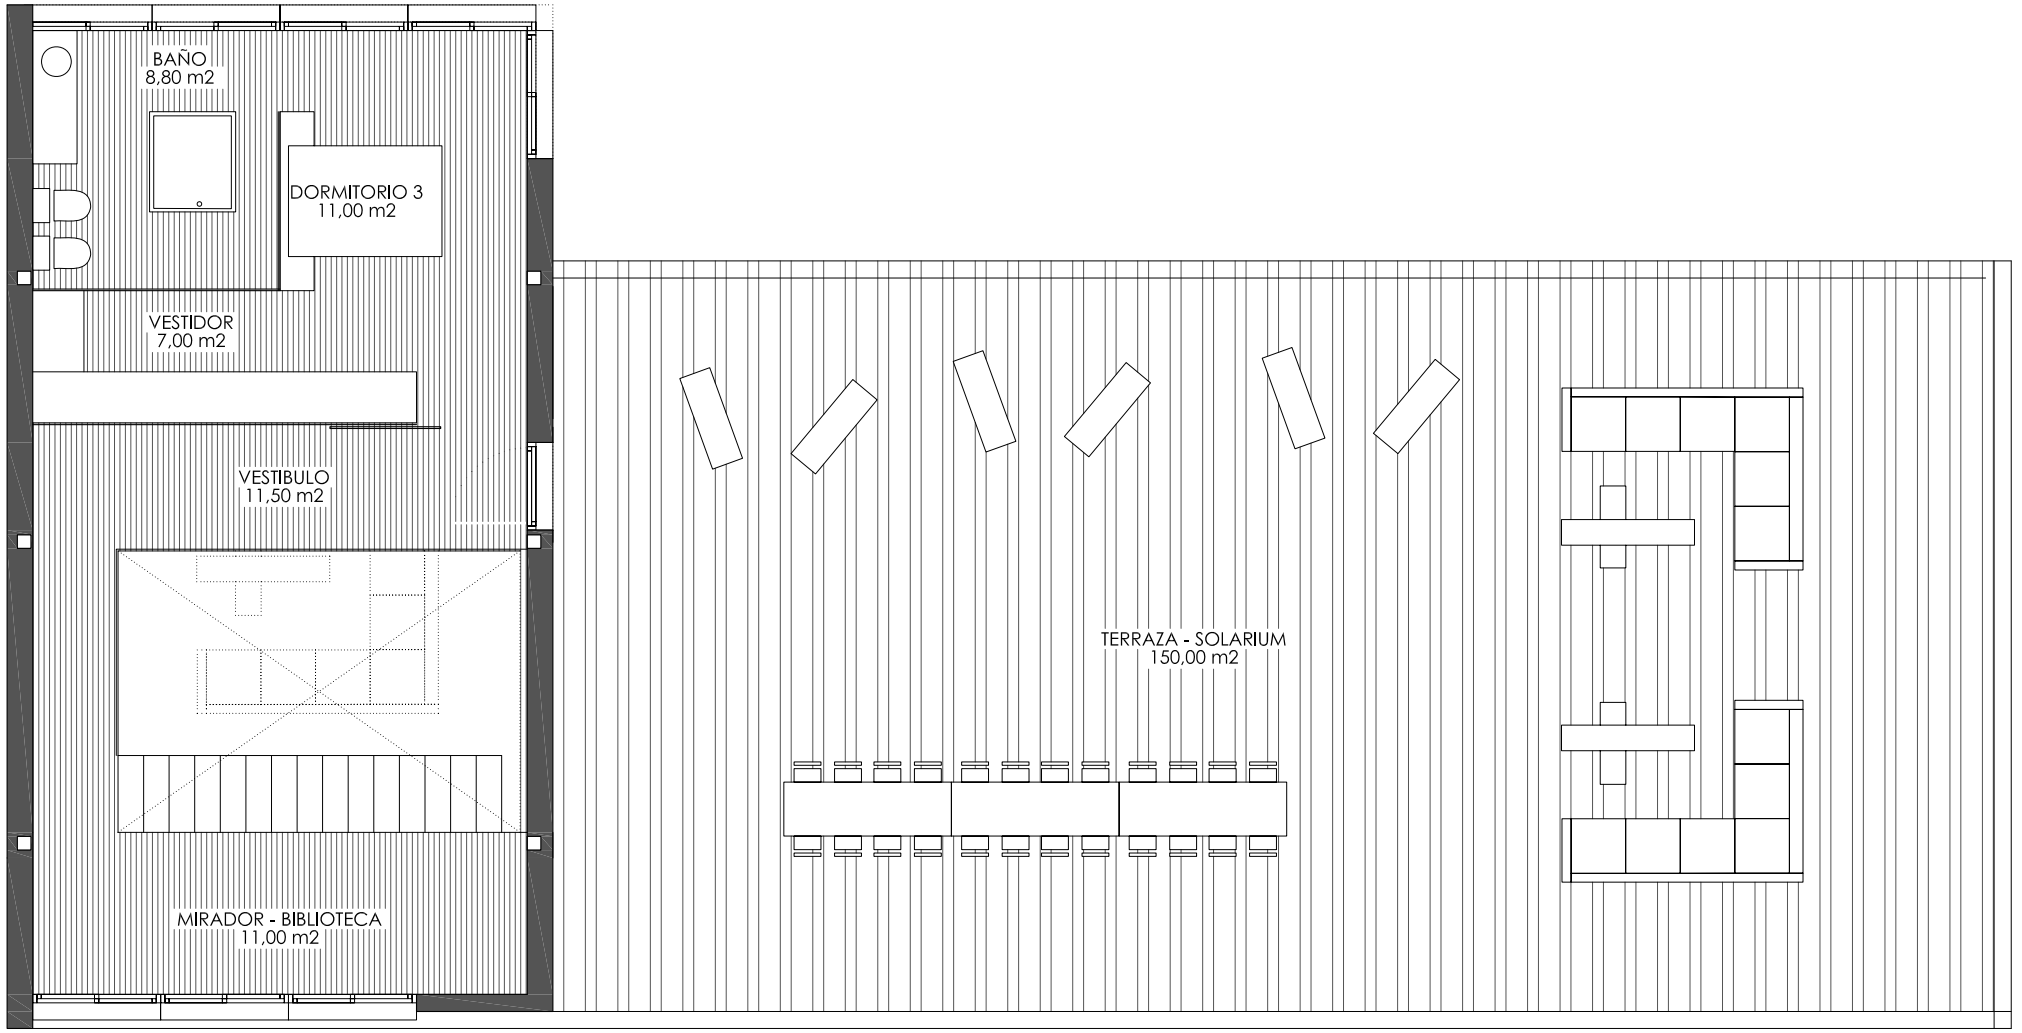 BAÑO
8,80 m2
DORMITORIO 3
11,00 m2
VESTIDOR
7,00 m2
VESTIBULO
11,50 m2
TERRAZA - SOLARIUM
150,00 m2
MIRADOR - BIBLIOTECA
11,00 m2